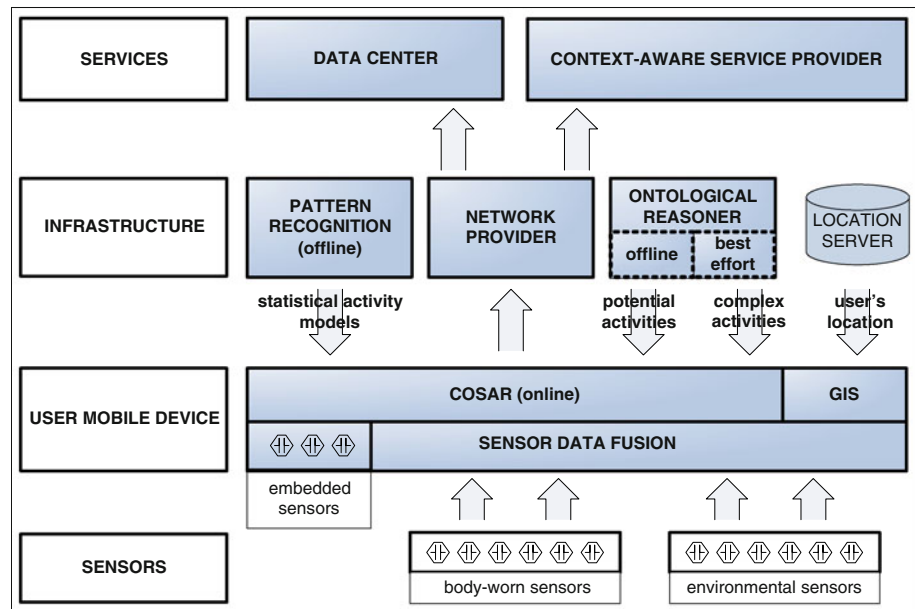 SERVICES
DATA CENTER
CONTEXT-AWARE SERVICE PROVIDER
INFRASTRUCTURE
PATTERN
RECOGNITION
(offline)
NETWORK
PROVIDER
ONTOLOGICAL
REASONER
offline
best
effort
LOCATION
SERVER
statistical activity
models
potential
activities
complex
activities
user's
location
USER MOBILE DEVICE
COSAR (online)
GIS
SENSOR DATA FUSION
embedded
sensors
SENSORS
body-worn sensors
environmental sensors